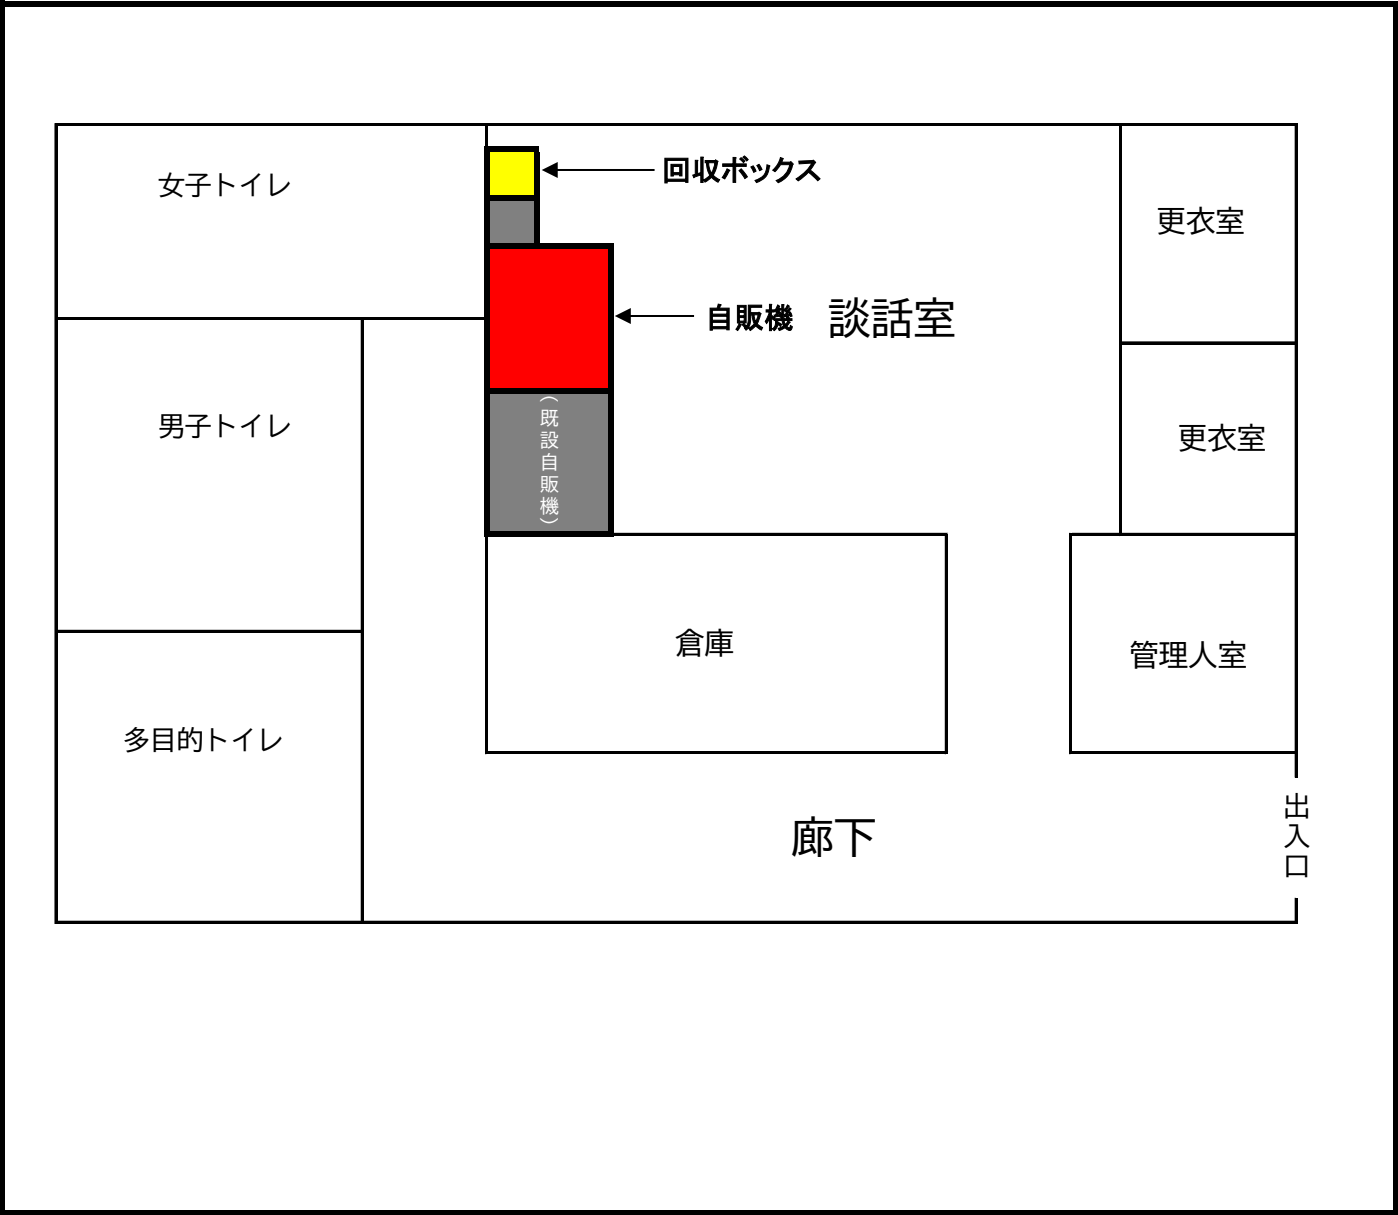 回収ボックス
女子トイレ
更衣室
自販機
談話室
(既設自販機)
男子トイレ
更衣室
倉庫
管理人室
多目的トイレ
廊下
出入口